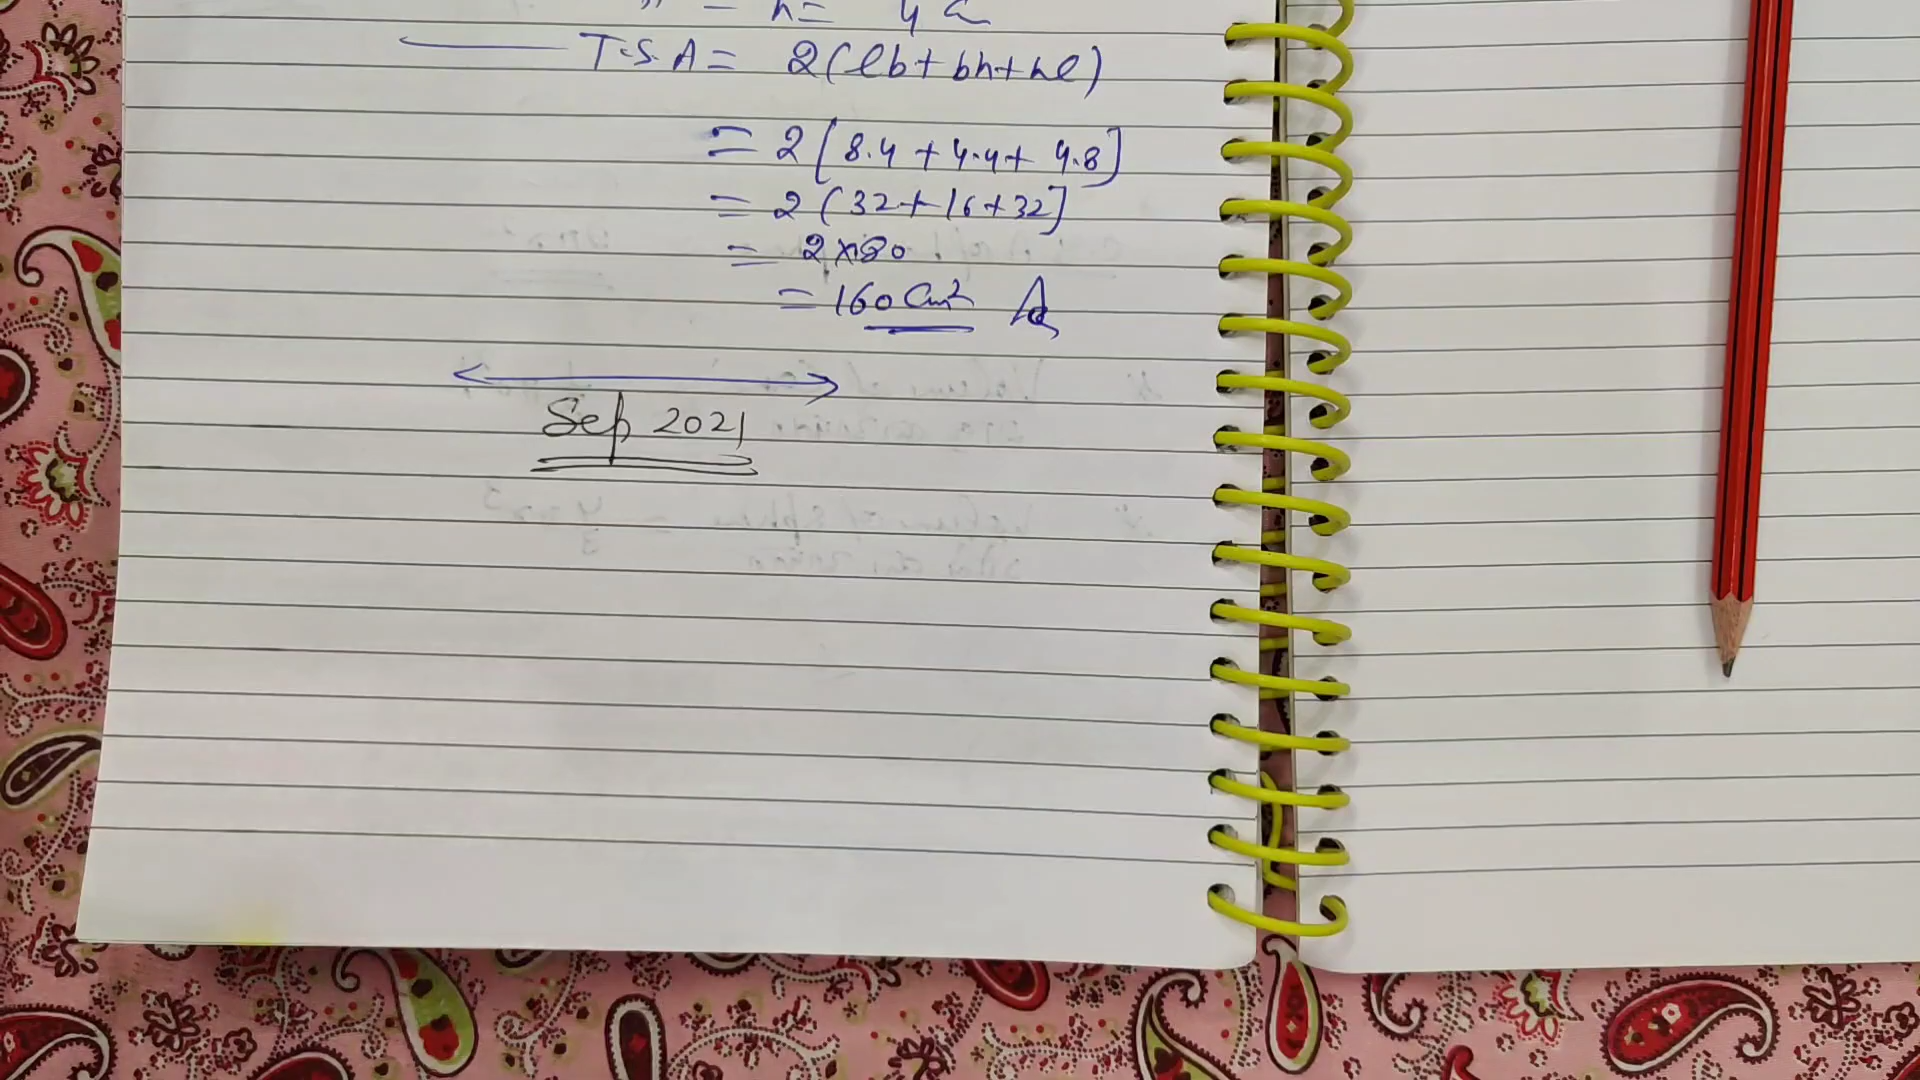 " – h = 4 c
T.S.A = 2(lb + bh + hl)
= 2 [ 8.4 + 4.4 + 4.8 ]
= 2 ( 32 + 16 + 32 ]
= 2 × 80
= 160 Cm²
Sep 2021